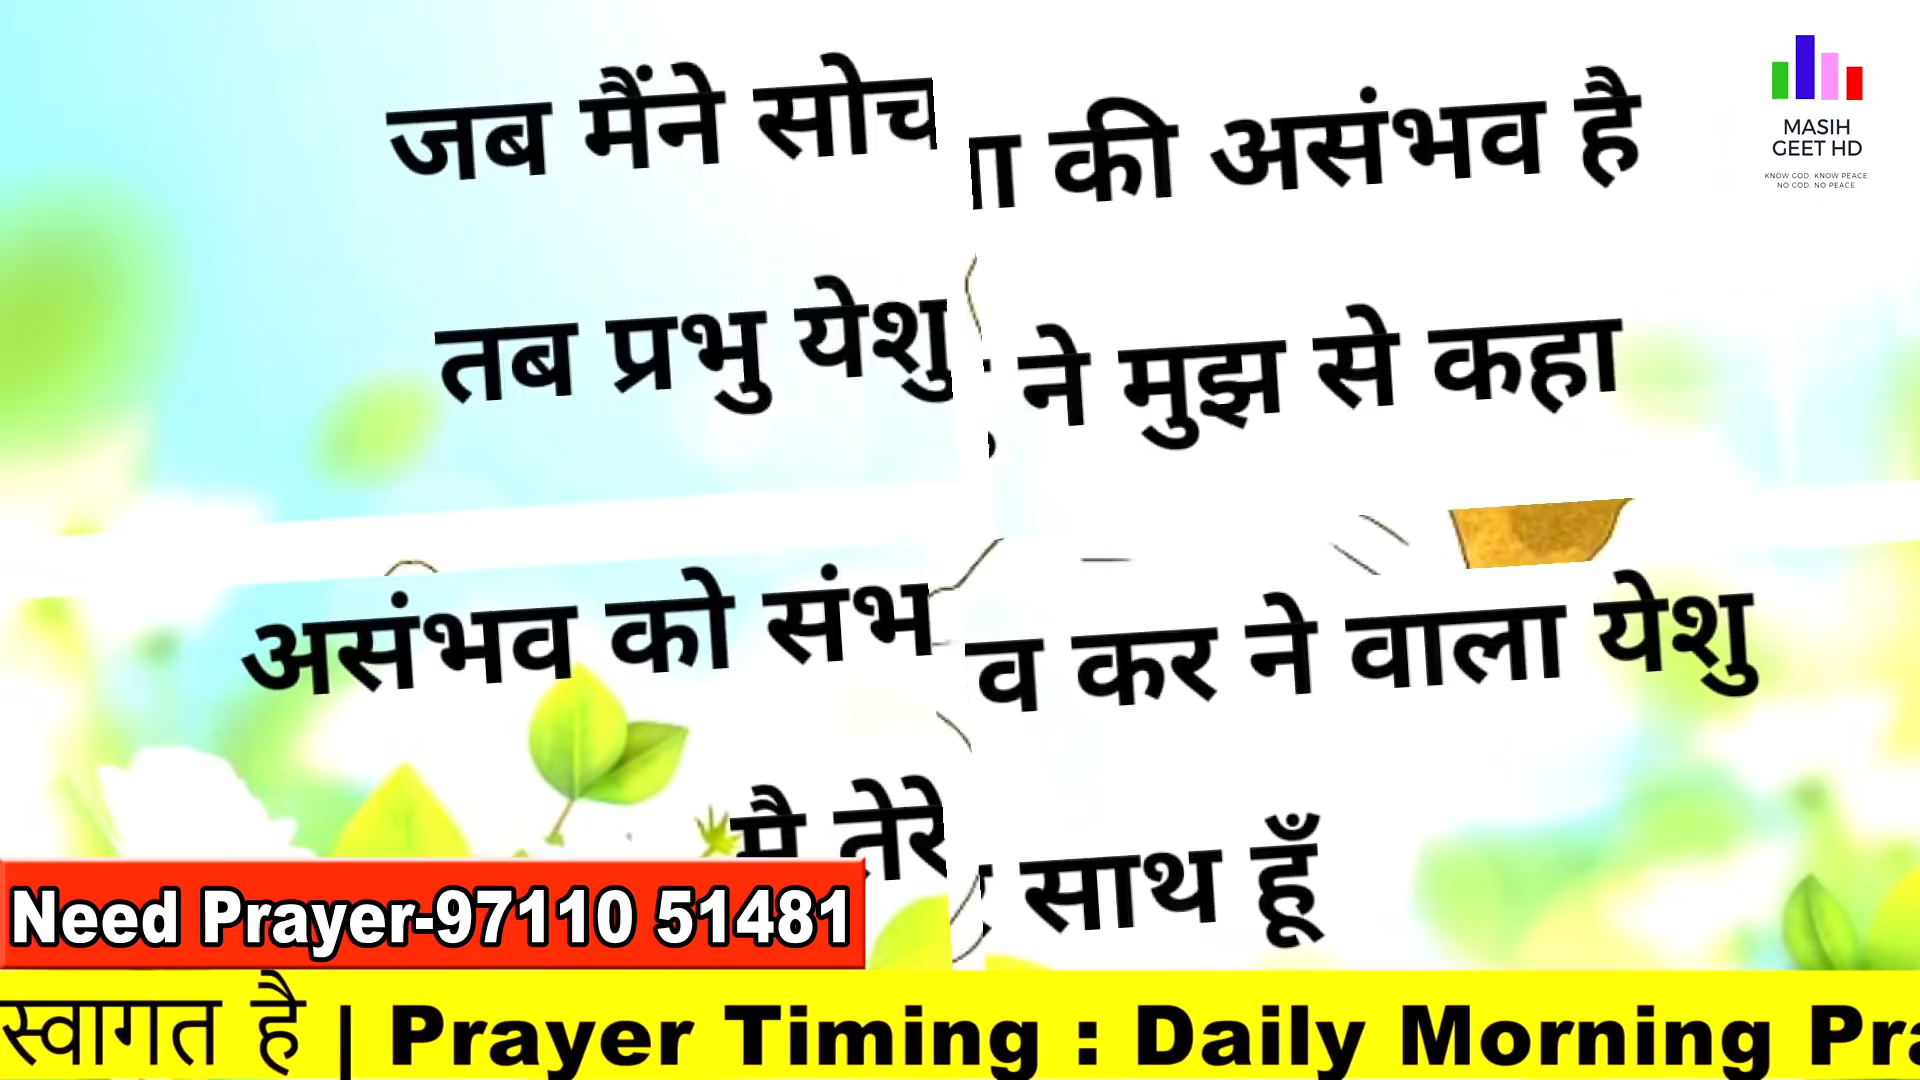 जब मैंने सोचा की असंभव है
तब प्रभु येशु ने मुझ से कहा
असंभव को संभव कर ने वाला येशु
मै तेरे साथ हूँ
MASIH
GEET HD
KNOW GOD. KNOW PEACE.
NO GOD. NO PEACE.
Need Prayer-97110 51481
स्वागत है | Prayer Timing : Daily Morning Pra